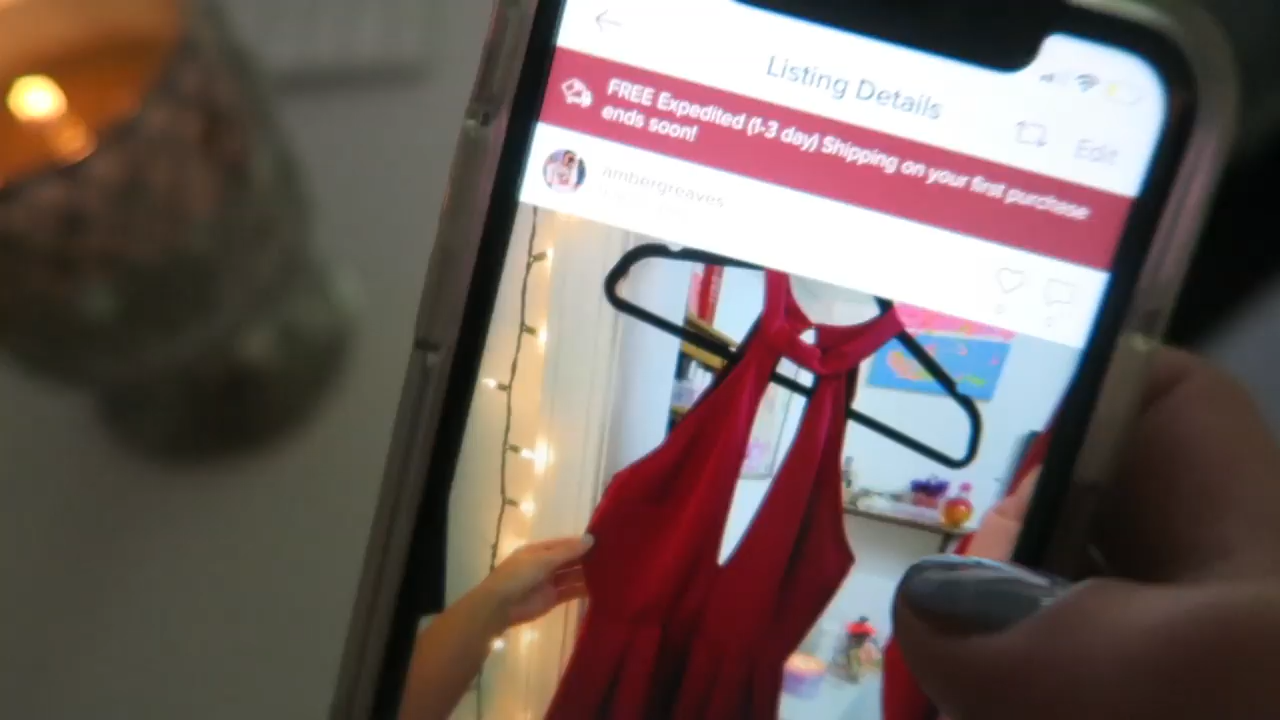 Listing Details
Edit
FREE Expedited (1-3 day) Shipping on your first purchase
ends soon!
ambergreaves